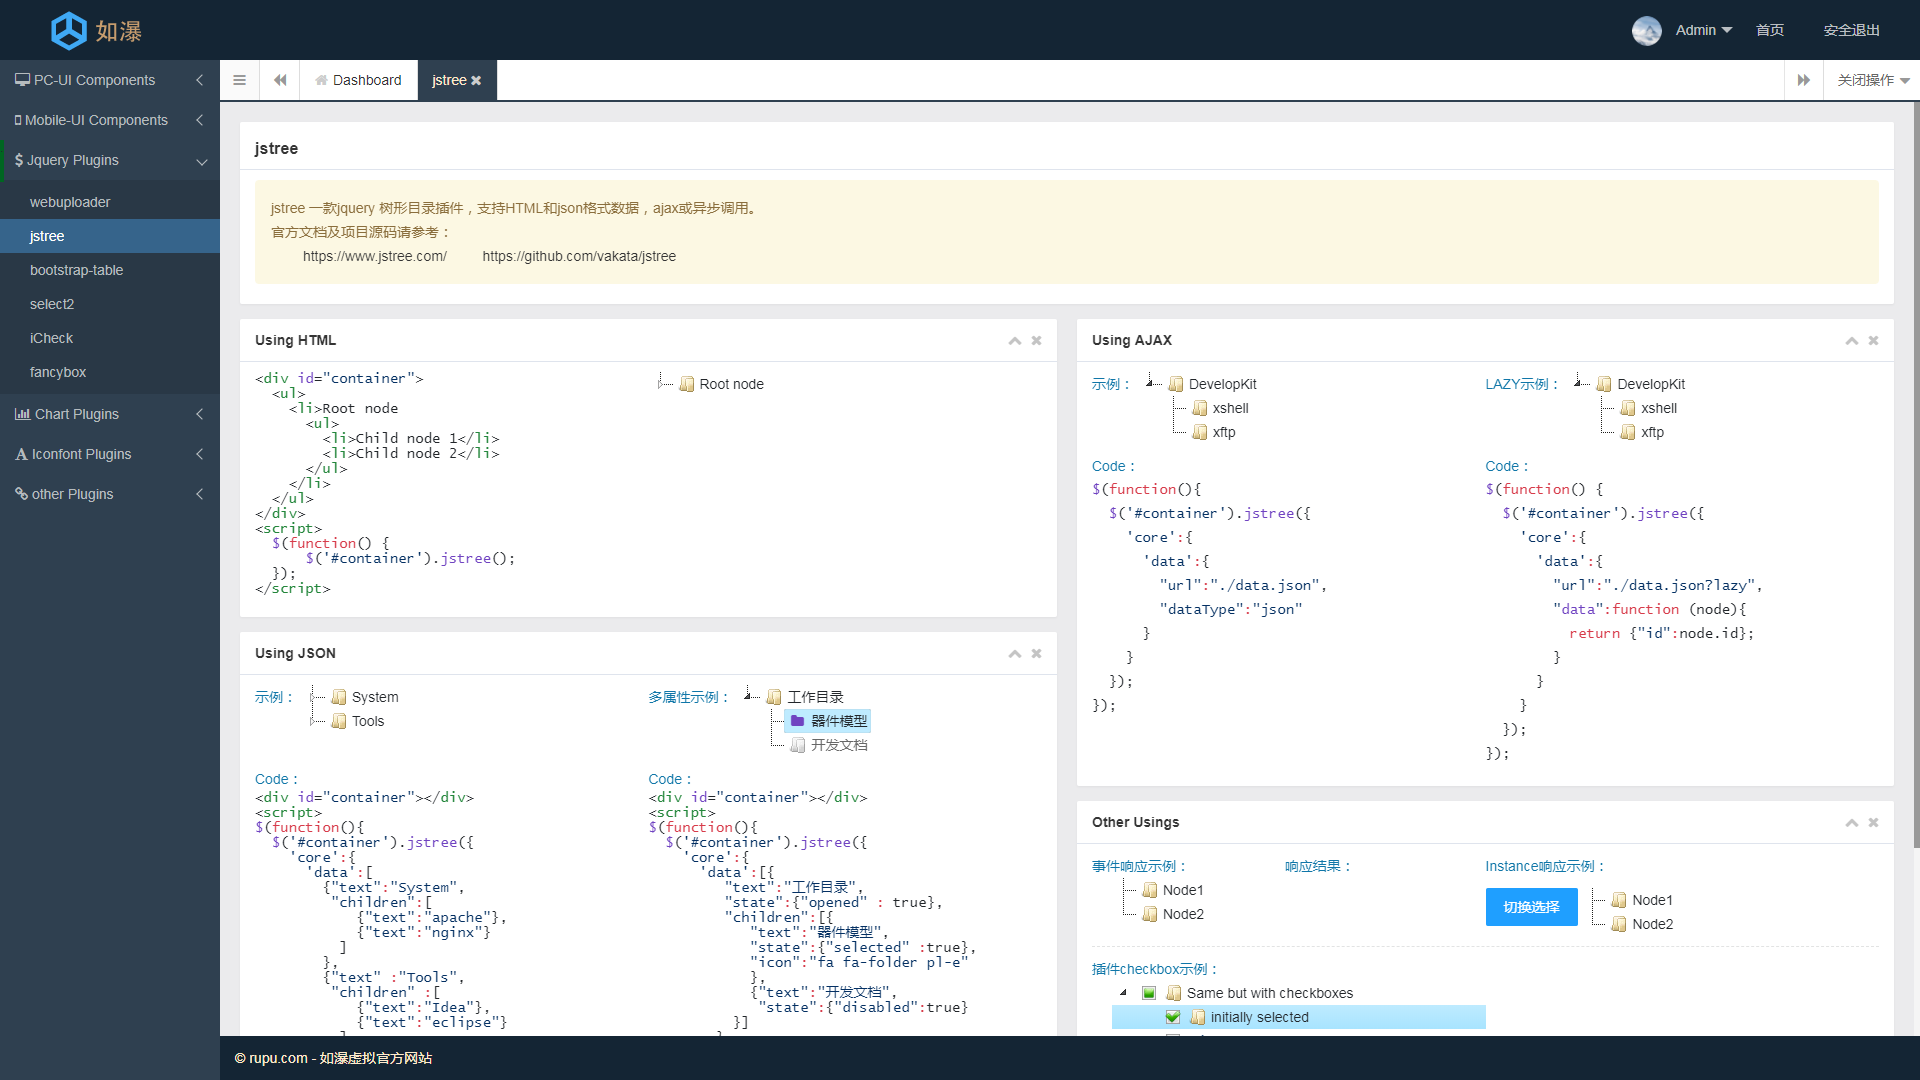 如瀑
Admin
首页
安全退出
PC-UI Components
Mobile-UI Components
Jquery Plugins
webuploader
jstree
bootstrap-table
select2
iCheck
fancybox
Chart Plugins
Iconfont Plugins
other Plugins
Dashboard
jstree
关闭操作
jstree
jstree 一款jquery 树形目录插件，支持HTML和json格式数据，ajax或异步调用。
官方文档及项目源码请参考：
https://www.jstree.com/ https://github.com/vakata/jstree
Using HTML
<div id="container">
<ul>
<li>Root node
<ul>
<li>Child node 1</li>
<li>Child node 2</li>
</ul>
</li>
</ul>
</div>
<script>
$(function() {
$('#container').jstree();
});
</script>
Root node
Using JSON
示例：
System
Tools
Code：
<div id="container"></div>
<script>
$(function(){
$('#container').jstree({
'core':{
'data':[
{"text":"System",
"children":[
{"text":"apache"},
{"text":"nginx"}
]
},
{"text" :"Tools",
"children" :[
{"text":"Idea"},
{"text":"eclipse"}
多属性示例：
工作目录
器件模型
开发文档
Code：
<div id="container"></div>
<script>
$(function(){
$('#container').jstree({
'core':{
'data':[{
"text":"工作目录",
"state":{"opened" : true},
"children":[{
"text":"器件模型",
"state":{"selected" :true},
"icon":"fa fa-folder pl-e"
},
{"text":"开发文档",
"state":{"disabled":true}
}]
Using AJAX
示例：
DevelopKit
xshell
xftp
Code：
$(function(){
$('#container').jstree({
'core':{
'data':{
"url":"./data.json",
"dataType":"json"
}
}
});
});
LAZY示例：
DevelopKit
xshell
xftp
Code：
$(function() {
$('#container').jstree({
'core':{
'data':{
"url":"./data.json?lazy",
"data":function (node){
return {"id":node.id};
}
}
}
});
});
Other Usings
事件响应示例：
Node1
Node2
响应结果：
Instance响应示例：
切换选择
Node1
Node2
插件checkbox示例：
Same but with checkboxes
initially selected
© rupu.com - 如瀑虚拟官方网站